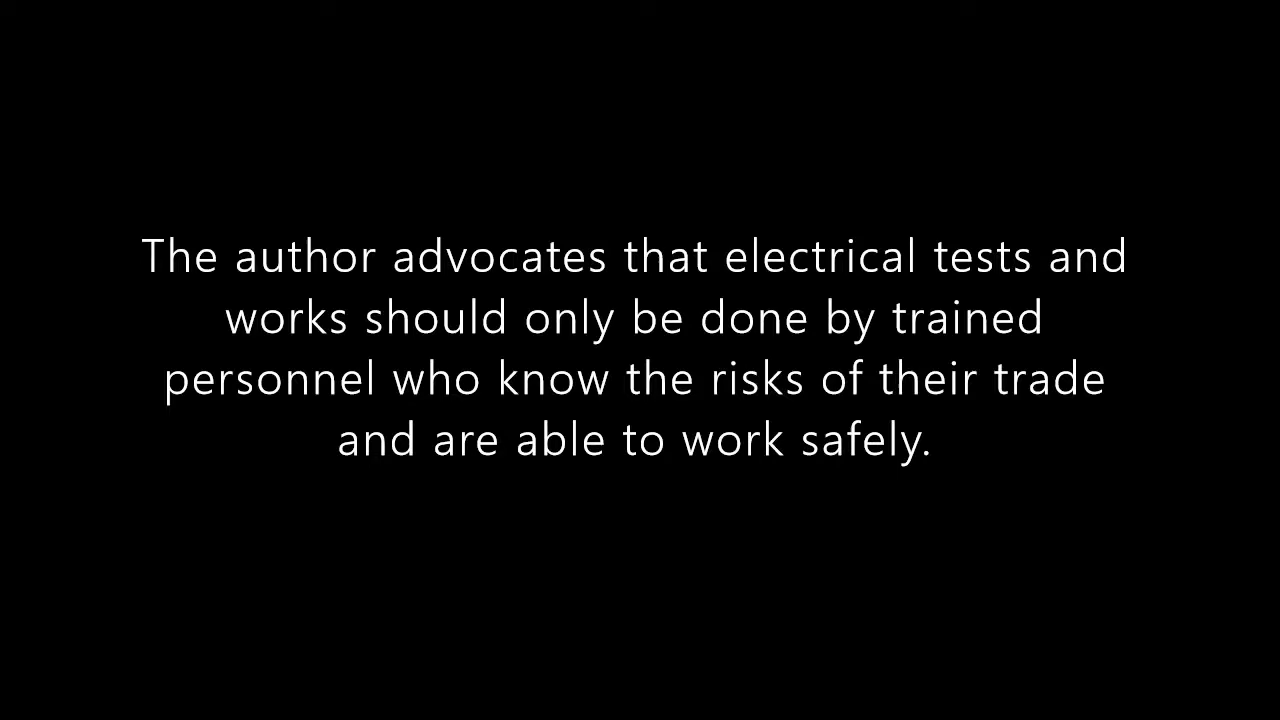 The author advocates that electrical tests and
works should only be done by trained
personnel who know the risks of their trade
and are able to work safely.